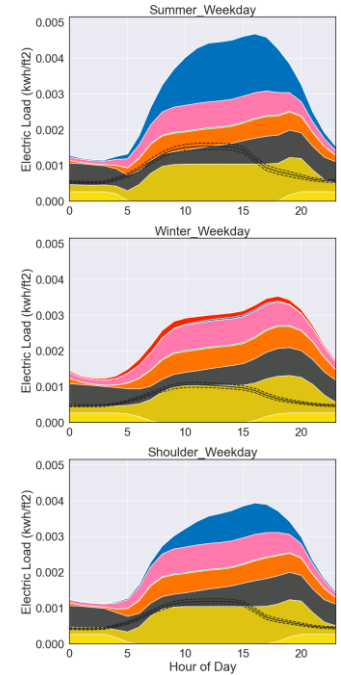 Summer_Weekday
0.005
0.004
0.003
0.002
0.001
0.000
Electric Load (kwh/ft2)
0 5 10 15 20
Winter_Weekday
0.005
0.004
0.003
0.002
0.001
0.000
Electric Load (kwh/ft2)
0 5 10 15 20
Shoulder_Weekday
0.005
0.004
0.003
0.002
0.001
0.000
Electric Load (kwh/ft2)
0 5 10 15 20
Hour of Day